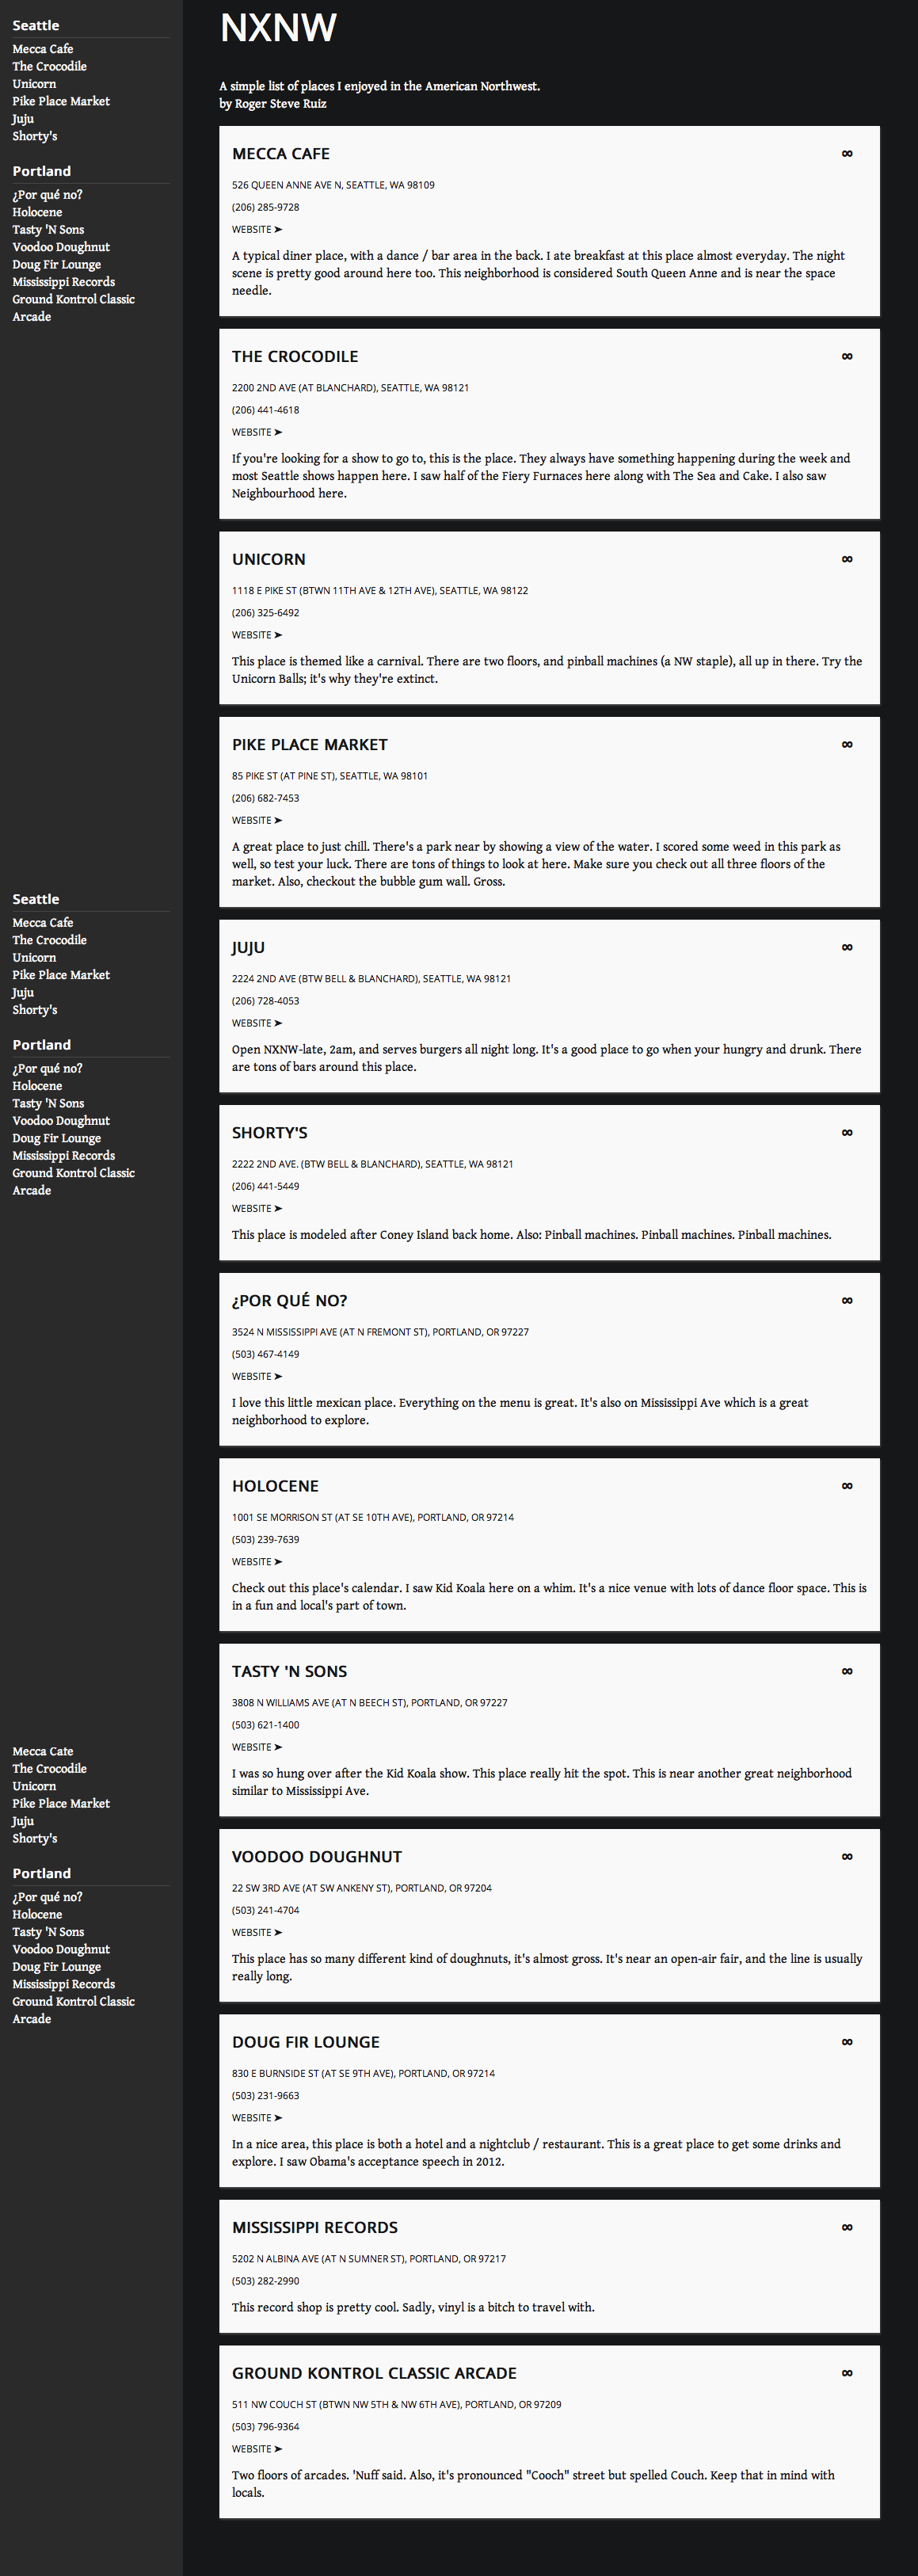 Seattle
Mecca Cafe
The Crocodile
Unicorn
Pike Place Market
Juju
Shorty's
Portland
¿Por qué no?
Holocene
Tasty 'N Sons
Voodoo Doughnut
Doug Fir Lounge
Mississippi Records
Ground Kontrol Classic
Arcade
Seattle
Mecca Cafe
The Crocodile
Unicorn
Pike Place Market
Juju
Shorty's
Portland
¿Por qué no?
Holocene
Tasty 'N Sons
Voodoo Doughnut
Doug Fir Lounge
Mississippi Records
Ground Kontrol Classic
Arcade
Mecca Cafe
The Crocodile
Unicorn
Pike Place Market
Juju
Shorty's
Portland
¿Por qué no?
Holocene
Tasty 'N Sons
Voodoo Doughnut
Doug Fir Lounge
Mississippi Records
Ground Kontrol Classic
Arcade
NXNW
A simple list of places I enjoyed in the American Northwest.
by Roger Steve Ruiz
MECCA CAFE ∞
526 QUEEN ANNE AVE N, SEATTLE, WA 98109
(206) 285-9728
WEBSITE ➤
A typical diner place, with a dance / bar area in the back. I ate breakfast at this place almost everyday. The night
scene is pretty good around here too. This neighborhood is considered South Queen Anne and is near the space
needle.
THE CROCODILE ∞
2200 2ND AVE (AT BLANCHARD), SEATTLE, WA 98121
(206) 441-4618
WEBSITE ➤
If you're looking for a show to go to, this is the place. They always have something happening during the week and
most Seattle shows happen here. I saw half of the Fiery Furnaces here along with The Sea and Cake. I also saw
Neighbourhood here.
UNICORN ∞
1118 E PIKE ST (BTWN 11TH AVE & 12TH AVE), SEATTLE, WA 98122
(206) 325-6492
WEBSITE ➤
This place is themed like a carnival. There are two floors, and pinball machines (a NW staple), all up in there. Try the
Unicorn Balls; it's why they're extinct.
PIKE PLACE MARKET ∞
85 PIKE ST (AT PINE ST), SEATTLE, WA 98101
(206) 682-7453
WEBSITE ➤
A great place to just chill. There's a park near by showing a view of the water. I scored some weed in this park as
well, so test your luck. There are tons of things to look at here. Make sure you check out all three floors of the
market. Also, checkout the bubble gum wall. Gross.
JUJU ∞
2224 2ND AVE (BTW BELL & BLANCHARD), SEATTLE, WA 98121
(206) 728-4053
WEBSITE ➤
Open NXNW-late, 2am, and serves burgers all night long. It's a good place to go when your hungry and drunk. There
are tons of bars around this place.
SHORTY'S ∞
2222 2ND AVE. (BTW BELL & BLANCHARD), SEATTLE, WA 98121
(206) 441-5449
WEBSITE ➤
This place is modeled after Coney Island back home. Also: Pinball machines. Pinball machines. Pinball machines.
¿POR QUÉ NO? ∞
3524 N MISSISSIPPI AVE (AT N FREMONT ST), PORTLAND, OR 97227
(503) 467-4149
WEBSITE ➤
I love this little mexican place. Everything on the menu is great. It's also on Mississippi Ave which is a great
neighborhood to explore.
HOLOCENE ∞
1001 SE MORRISON ST (AT SE 10TH AVE), PORTLAND, OR 97214
(503) 239-7639
WEBSITE ➤
Check out this place's calendar. I saw Kid Koala here on a whim. It's a nice venue with lots of dance floor space. This is
in a fun and local's part of town.
TASTY 'N SONS ∞
3808 N WILLIAMS AVE (AT N BEECH ST), PORTLAND, OR 97227
(503) 621-1400
WEBSITE ➤
I was so hung over after the Kid Koala show. This place really hit the spot. This is near another great neighborhood
similar to Mississippi Ave.
VOODOO DOUGHNUT ∞
22 SW 3RD AVE (AT SW ANKENY ST), PORTLAND, OR 97204
(503) 241-4704
WEBSITE ➤
This place has so many different kind of doughnuts, it's almost gross. It's near an open-air fair, and the line is usually
really long.
DOUG FIR LOUNGE ∞
830 E BURNSIDE ST (AT SE 9TH AVE), PORTLAND, OR 97214
(503) 231-9663
WEBSITE ➤
In a nice area, this place is both a hotel and a nightclub / restaurant. This is a great place to get some drinks and
explore. I saw Obama's acceptance speech in 2012.
MISSISSIPPI RECORDS ∞
5202 N ALBINA AVE (AT N SUMNER ST), PORTLAND, OR 97217
(503) 282-2990
This record shop is pretty cool. Sadly, vinyl is a bitch to travel with.
GROUND KONTROL CLASSIC ARCADE ∞
511 NW COUCH ST (BTWN NW 5TH & NW 6TH AVE), PORTLAND, OR 97209
(503) 796-9364
WEBSITE ➤
Two floors of arcades. 'Nuff said. Also, it's pronounced "Cooch" street but spelled Couch. Keep that in mind with
locals.